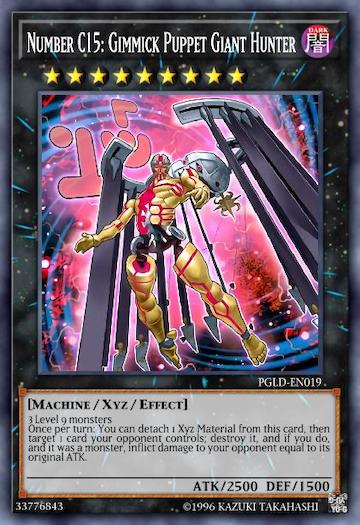 Number C15: Gimmick Puppet Giant Hunter
DARK
闇
PGLD-EN019
[Machine / Xyz / Effect]
3 Level 9 monsters
Once per turn: You can detach 1 Xyz Material from this card, then
target 1 card your opponent controls; destroy it, and if you do,
and it was a monster, inflict damage to your opponent equal to its
original ATK.
ATK/2500 DEF/1500
33776843
©1996 KAZUKI TAKAHASHI